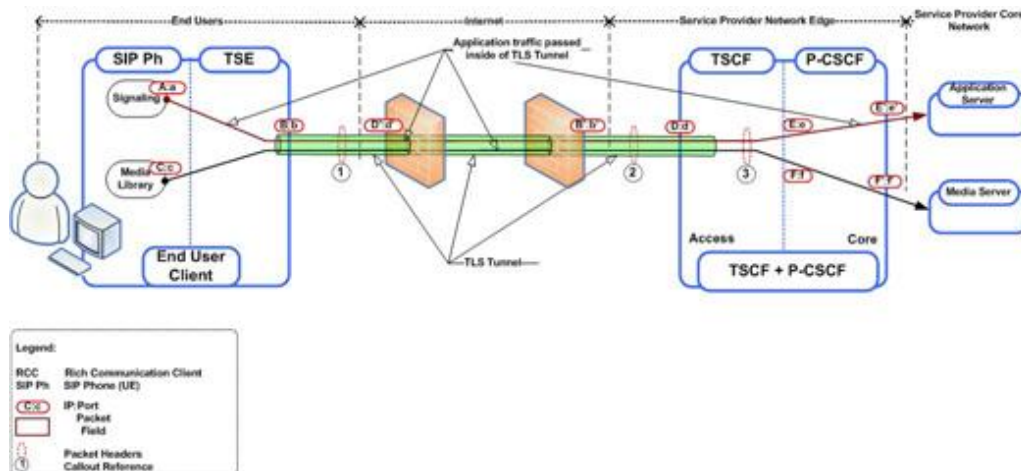 End Users
Internet
Service Provider Network Edge
Service Provider Core
Network
SIP Ph
TSE
Application traffic passed
inside of TLS Tunnel
TSCF
P-CSCF
Signaling
A:a
Application
Server
B:b
D':d'
B':b'
D:d
E:e
E':e'
Media
Library
C:c
1
2
3
F:f
F':f'
Media Server
Access
Core
End User
Client
TLS Tunnel
TSCF + P-CSCF
Legend:
RCC Rich Communication Client
SIP Ph SIP Phone (UE)
C:c IP:Port
Packet
Field
Packet Headers
1 Callout Reference